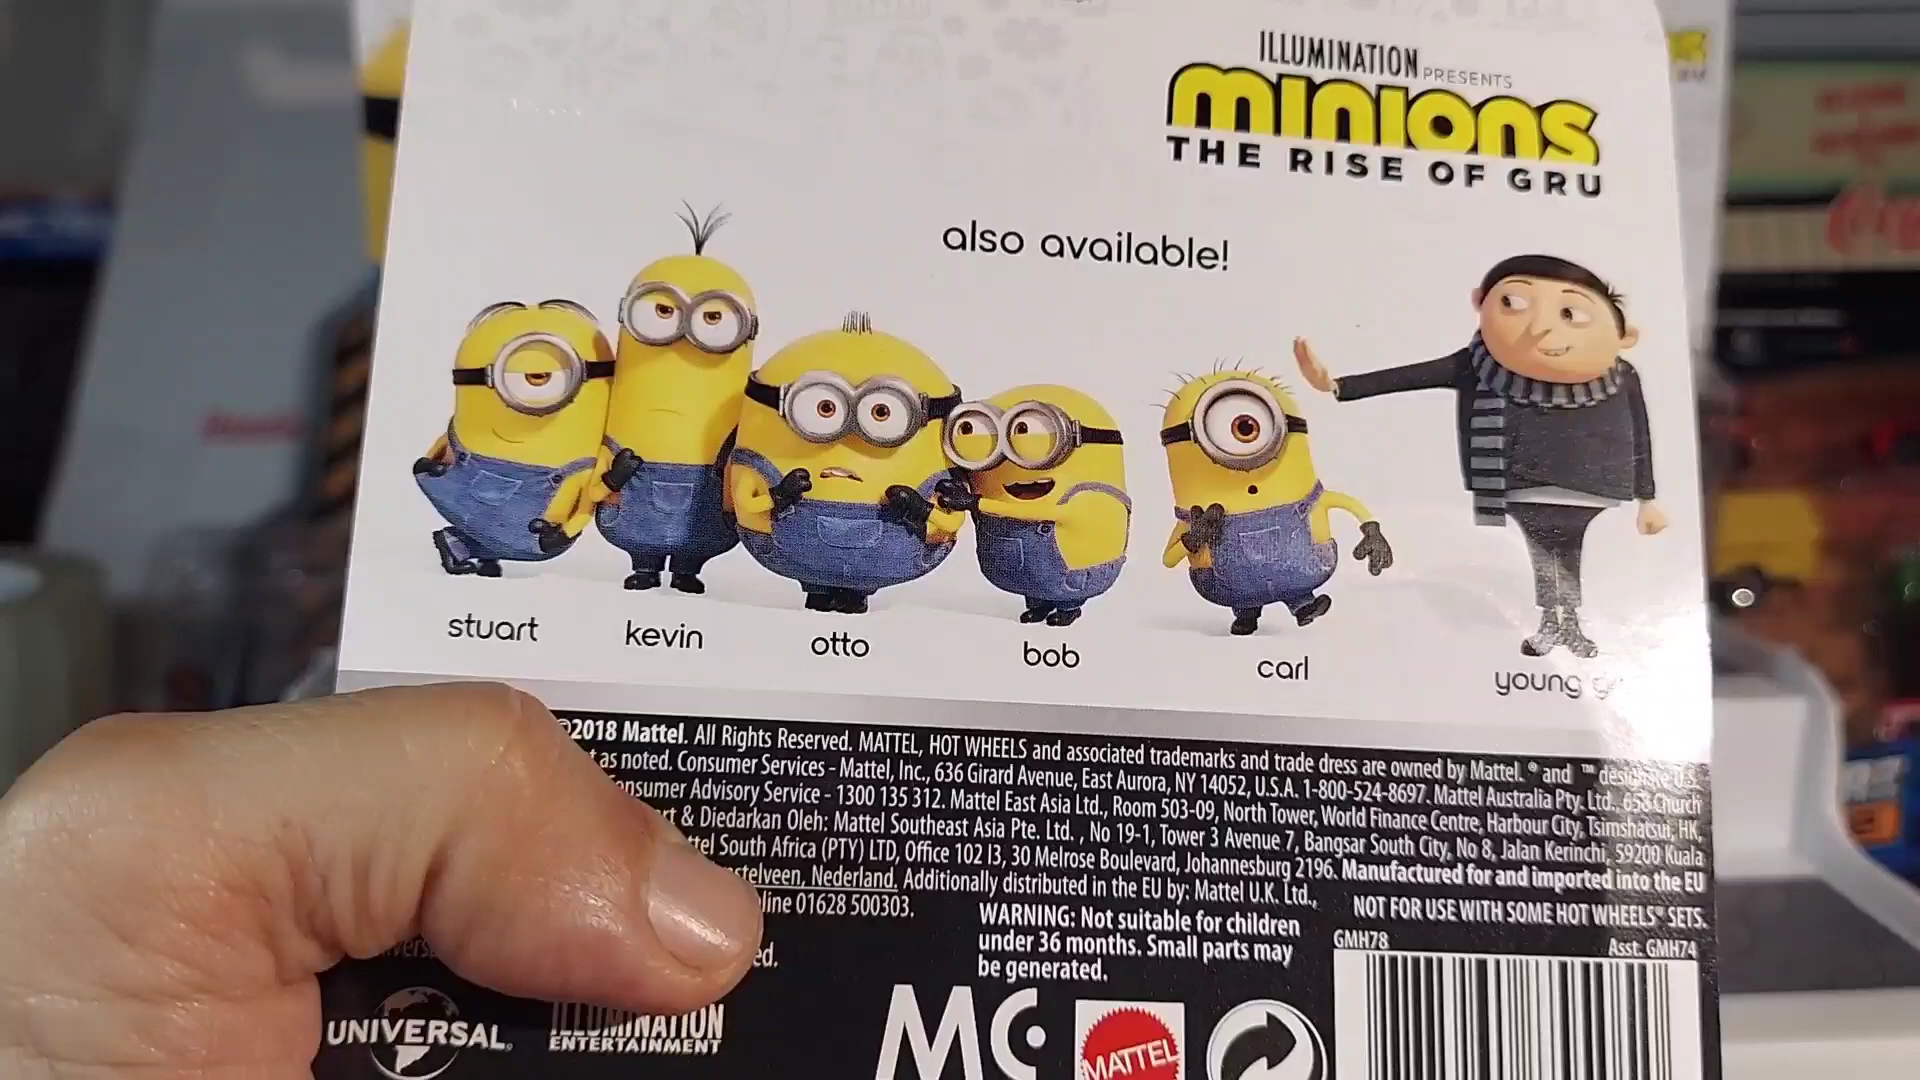 ILLUMINATION PRESENTS
minions
THE RISE OF GRU
also available!
stuart
kevin
otto
bob
carl
young
©2018 Mattel. All Rights Reserved. MATTEL, HOT WHEELS and associated trademarks and trade dress are owned by Mattel. ® and ™ U.S.
as noted. Consumer Services - Mattel, Inc., 636 Girard Avenue, East Aurora, NY 14052, U.S.A. 1-800-524-8697. Mattel Australia Pty. Ltd., 658 Church
Advisory Service - 1300 135 312. Mattel East Asia Ltd., Room 503-09, North Tower, World Finance Centre, Harbour City, Tsimshatsui, HK,
& Diedarkan Oleh: Mattel Southeast Asia Pte. Ltd. , No 19-1, Tower 3 Avenue 7, Bangsar South City, No 8, Jalan Kerinchi, 59200 Kuala
South Africa (PTY) LTD, Office 102 I3, 30 Melrose Boulevard, Johannesburg 2196. Manufactured for and imported into the EU
Nederland. Additionally distributed in the EU by: Mattel U.K. Ltd.,
01628 500303.
NOT FOR USE WITH SOME HOT WHEELS® SETS.
WARNING: Not suitable for children
under 36 months. Small parts may
be generated.
GMH78
Asst. GMH74
UNIVERSAL
ILLUMINATION
ENTERTAINMENT
MC
MATTEL